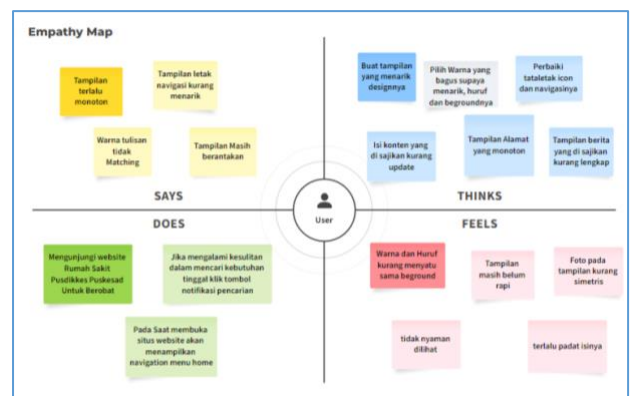 Empathy Map
Tampilan
terlalu
monoton
Tampilan letak
navigasi kurang
menarik
Warna tulisan
tidak
Matching
Tampilan Masih
berantakan
SAYS
Buat tampilan
yang menarik
designnya
Pilih Warna yang
bagus supaya
menarik, huruf
dan begroundnya
Perbaiki
tataletak icon
dan navigasinya
Isi konten yang
di sajikan kurang
update
Tampilan Alamat
yang monoton
Tampilan berita
yang di sajikan
kurang lengkap
THINKS
User
DOES
Mengunjungi website
Rumah Sakit
Pusdikkes Puskesad
Untuk Berobat
Jika mengalami kesulitan
dalam mencari kebutuhan
tinggal klik tombol
notifikasi pencarian
Pada Saat membuka
situs website akan
menampilkan
navigation menu home
FEELS
Warna dan Huruf
kurang menyatu
sama beground
Tampilan
masih belum
rapi
Foto pada
tampilan kurang
simetris
tidak nyaman
dilihat
terlalu padat isinya